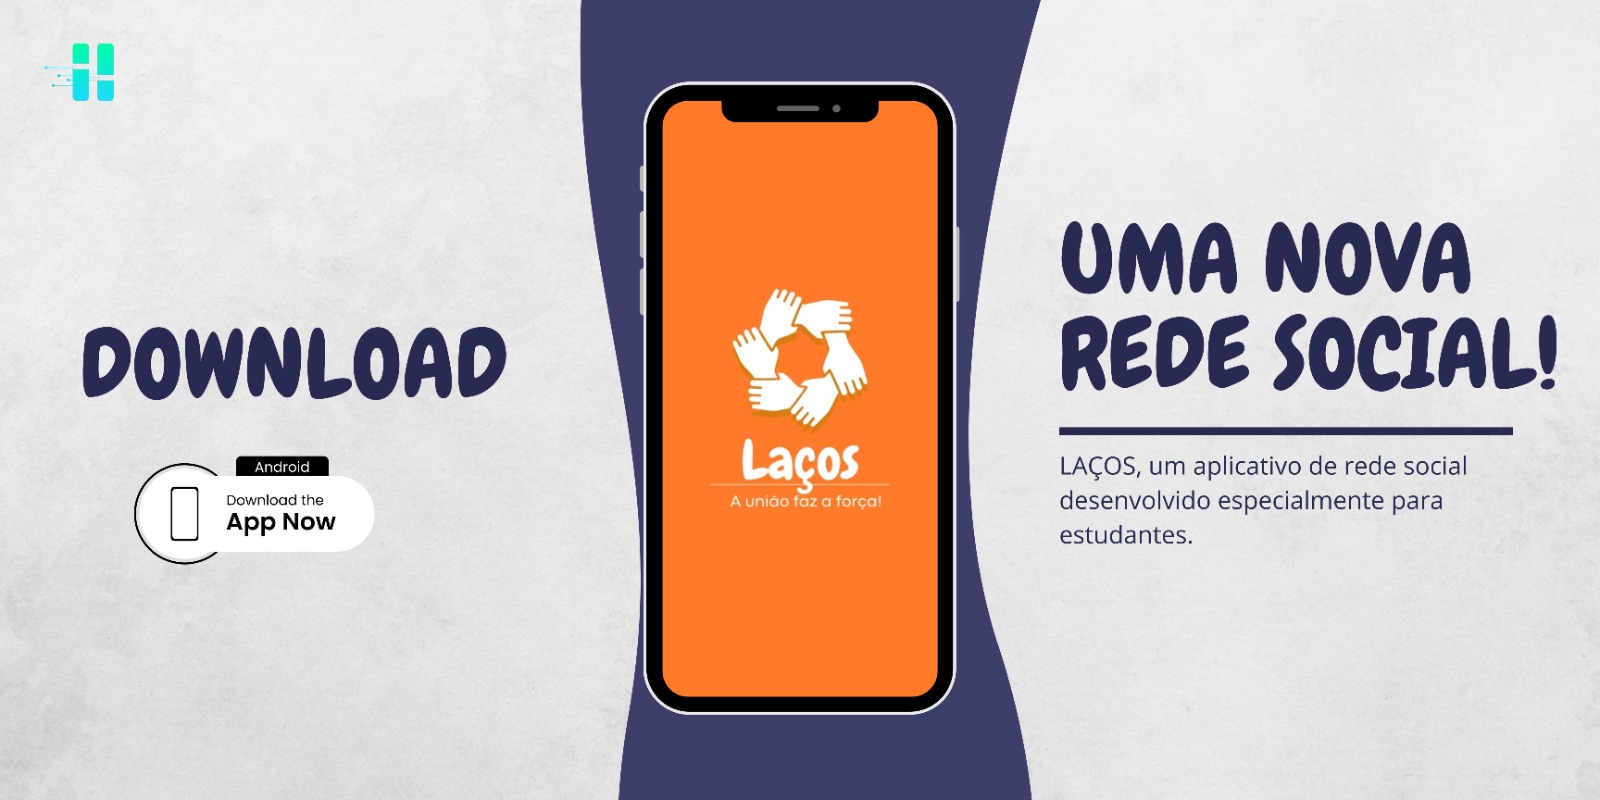 DOWNLOAD
Android
Download the
App Now
Laços
A união faz a força!
UMA NOVA
REDE SOCIAL!
LAÇOS, um aplicativo de rede social
desenvolvido especialmente para
estudantes.